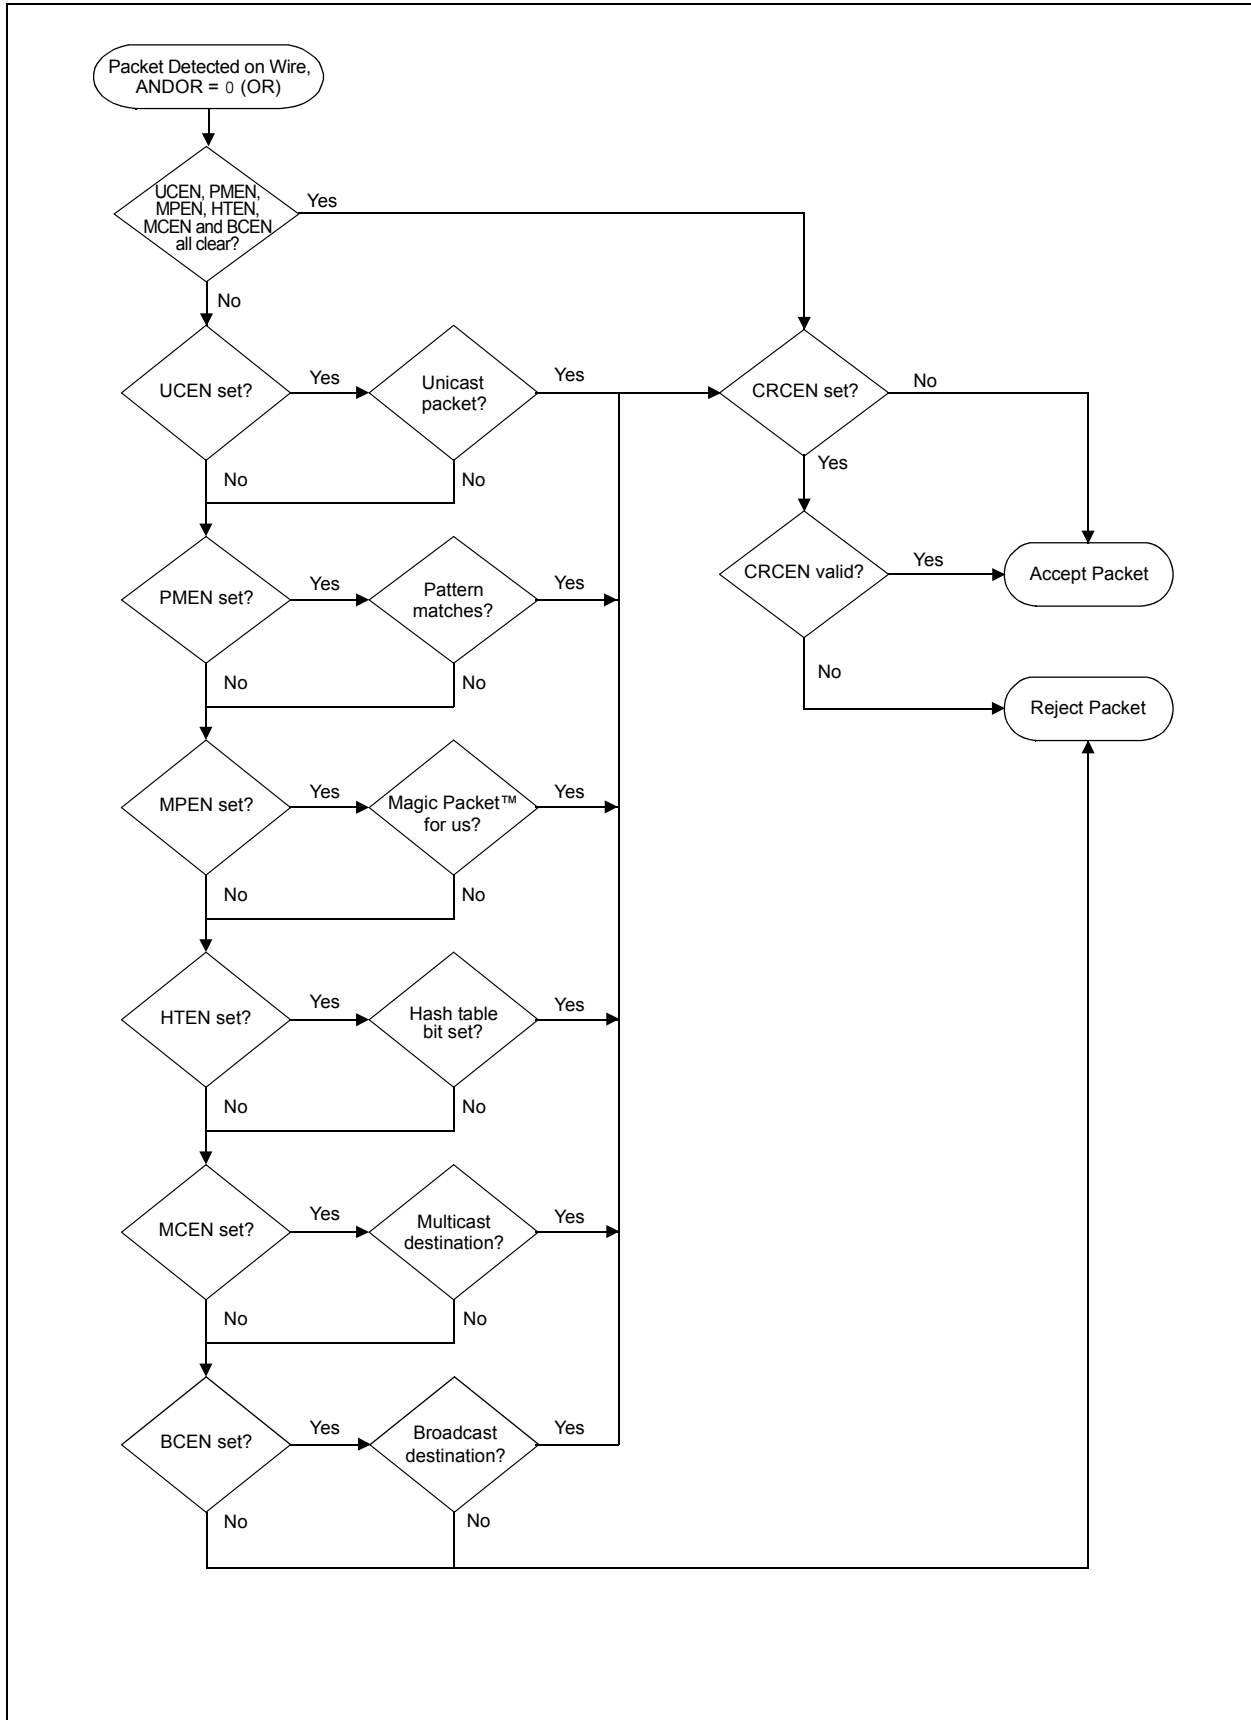 Packet Detected on Wire,
ANDOR = 0 (OR)
UCEN, PMEN,
MPEN, HTEN,
MCEN and BCEN
all clear?
Yes
No
UCEN set?
Yes
Unicast
packet?
Yes
CRCEN set?
No
No
No
Yes
PMEN set?
Yes
Pattern
matches?
Yes
CRCEN valid?
Yes
Accept Packet
No
No
No
Reject Packet
MPEN set?
Yes
Magic Packet™
for us?
Yes
No
No
HTEN set?
Yes
Hash table
bit set?
Yes
No
No
MCEN set?
Yes
Multicast
destination?
Yes
No
No
BCEN set?
Yes
Broadcast
destination?
Yes
No
No